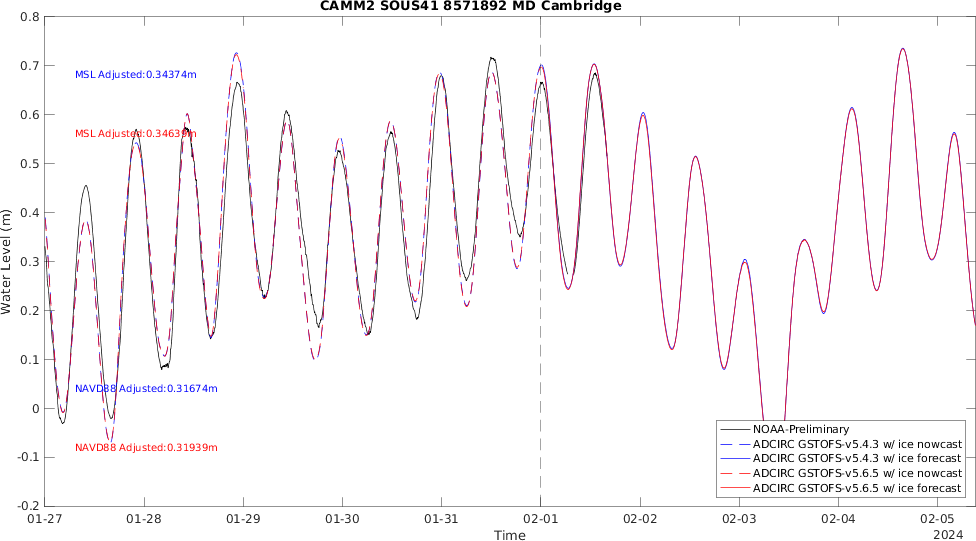 CAMM2 SOUS41 8571892 MD Cambridge
0.8
0.7
0.6
0.5
0.4
0.3
0.2
0.1
0
-0.1
-0.2
Water Level (m)
MSL Adjusted:0.34374m
MSL Adjusted:0.34639m
NAVD88 Adjusted:0.31674m
NAVD88 Adjusted:0.31939m
NOAA-Preliminary
ADCIRC GSTOFS-v5.4.3 w/ ice nowcast
ADCIRC GSTOFS-v5.4.3 w/ ice forecast
ADCIRC GSTOFS-v5.6.5 w/ ice nowcast
ADCIRC GSTOFS-v5.6.5 w/ ice forecast
01-27 01-28 01-29 01-30 01-31 02-01 02-02 02-03 02-04 02-05
Time
2024